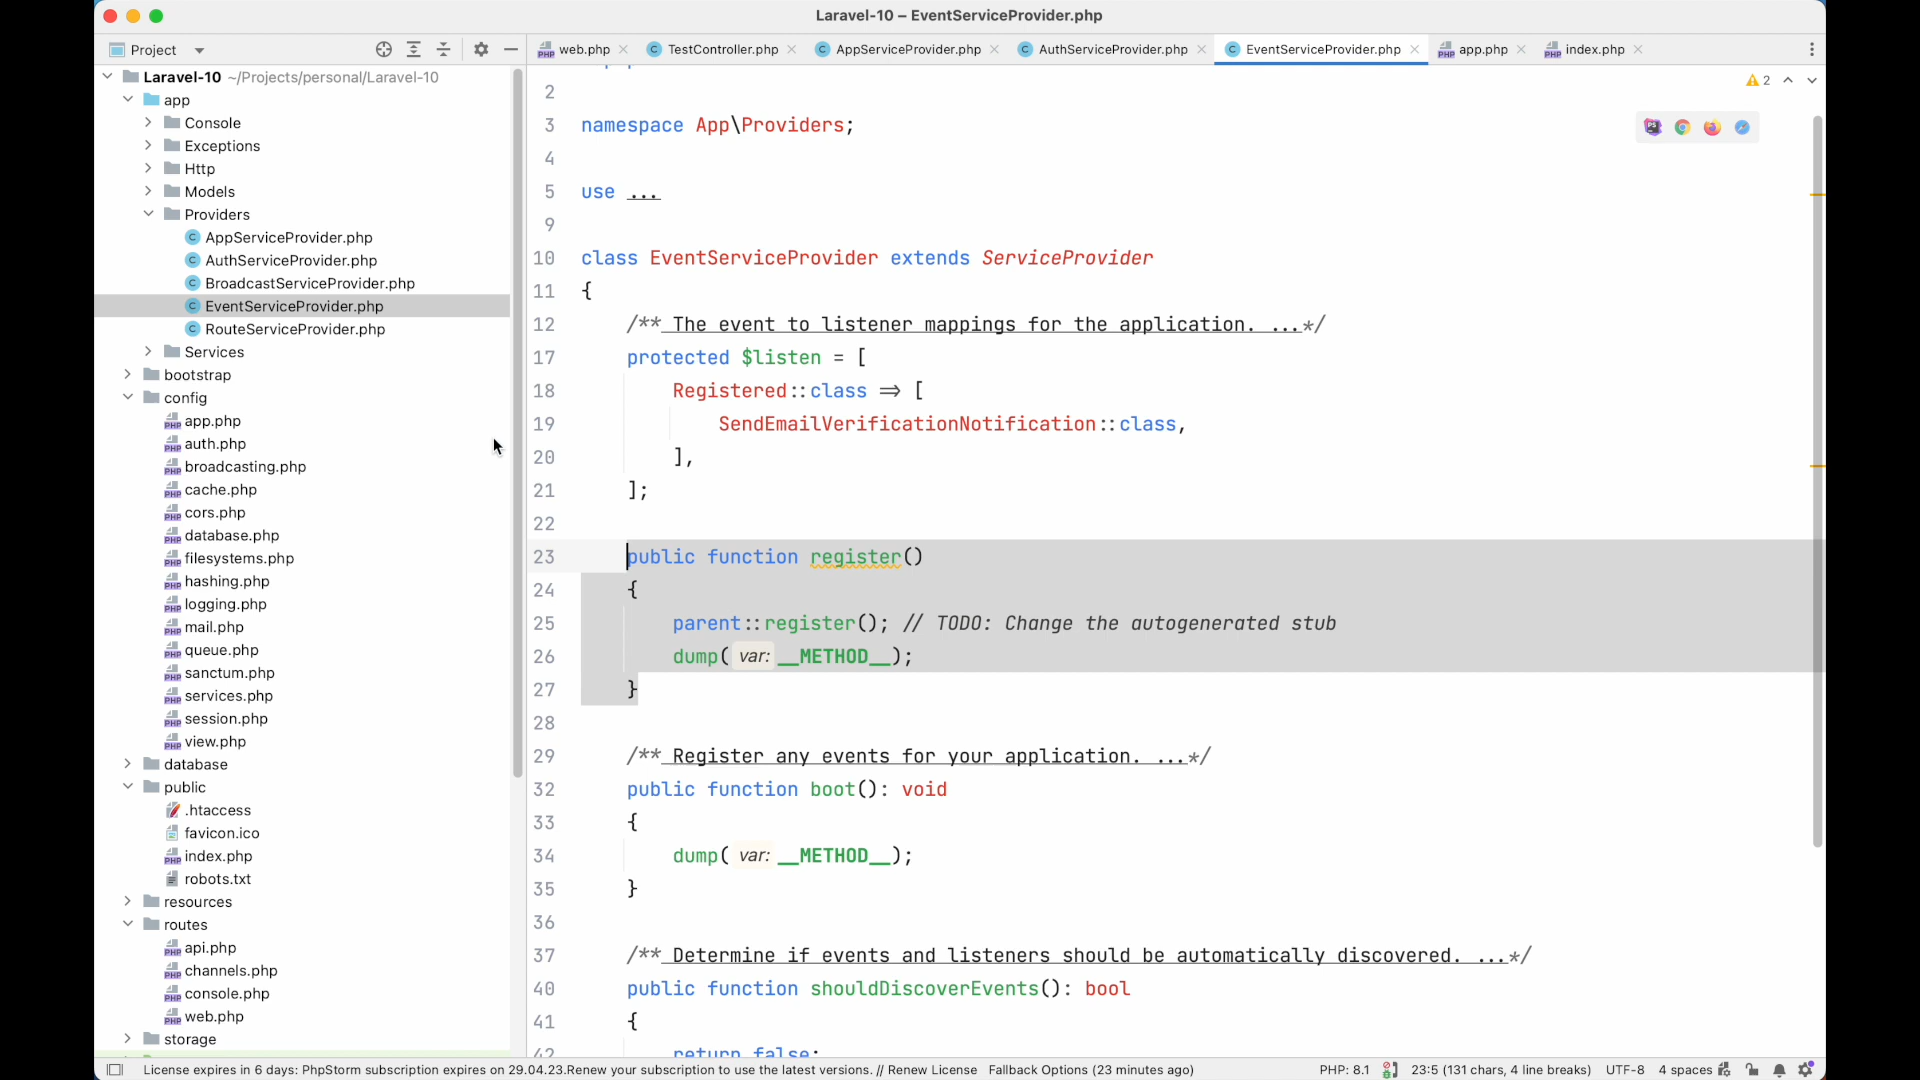 Laravel-10 – EventServiceProvider.php
Project
web.php
TestController.php
AppServiceProvider.php
AuthServiceProvider.php
EventServiceProvider.php
app.php
index.php
Laravel-10 ~/Projects/personal/Laravel-10
app
Console
Exceptions
Http
Models
Providers
AppServiceProvider.php
AuthServiceProvider.php
BroadcastServiceProvider.php
EventServiceProvider.php
RouteServiceProvider.php
Services
bootstrap
config
app.php
auth.php
broadcasting.php
cache.php
cors.php
database.php
filesystems.php
hashing.php
logging.php
mail.php
queue.php
sanctum.php
services.php
session.php
view.php
database
public
.htaccess
favicon.ico
index.php
robots.txt
resources
routes
api.php
channels.php
console.php
web.php
storage
2
2
3 namespace App\Providers;
4
5 use ...
9
10 class EventServiceProvider extends ServiceProvider
11 {
12 /** The event to listener mappings for the application. ...*/
17 protected $listen = [
18 Registered::class => [
19 SendEmailVerificationNotification::class,
20 ],
21 ];
22
23 public function register()
24 {
25 parent::register(); // TODO: Change the autogenerated stub
26 dump( var: __METHOD__);
27 }
28
29 /** Register any events for your application. ...*/
32 public function boot(): void
33 {
34 dump( var: __METHOD__);
35 }
36
37 /** Determine if events and listeners should be automatically discovered. ...*/
40 public function shouldDiscoverEvents(): bool
41 {
42 return false;
License expires in 6 days: PhpStorm subscription expires on 29.04.23.Renew your subscription to use the latest versions. // Renew License Fallback Options (23 minutes ago)
PHP: 8.1
23:5 (131 chars, 4 line breaks)
UTF-8
4 spaces